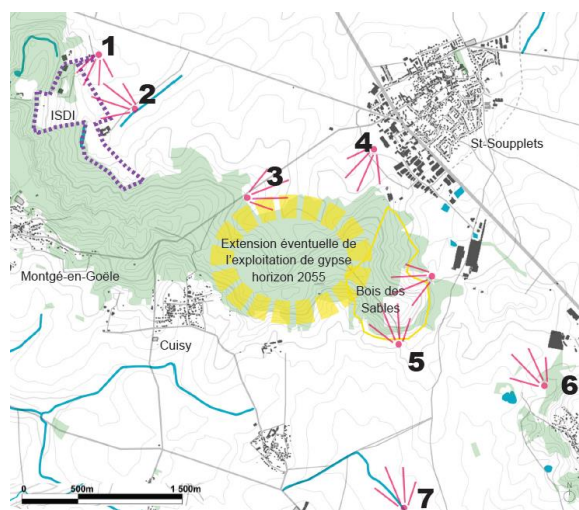 1
2
ISDI
St-Soupplets
4
3
Extension éventuelle de
l'exploitation de gypse
horizon 2055
Montgé-en-Goële
Bois des
Sables
Cuisy
5
6
0 500m 1 500m
7
N